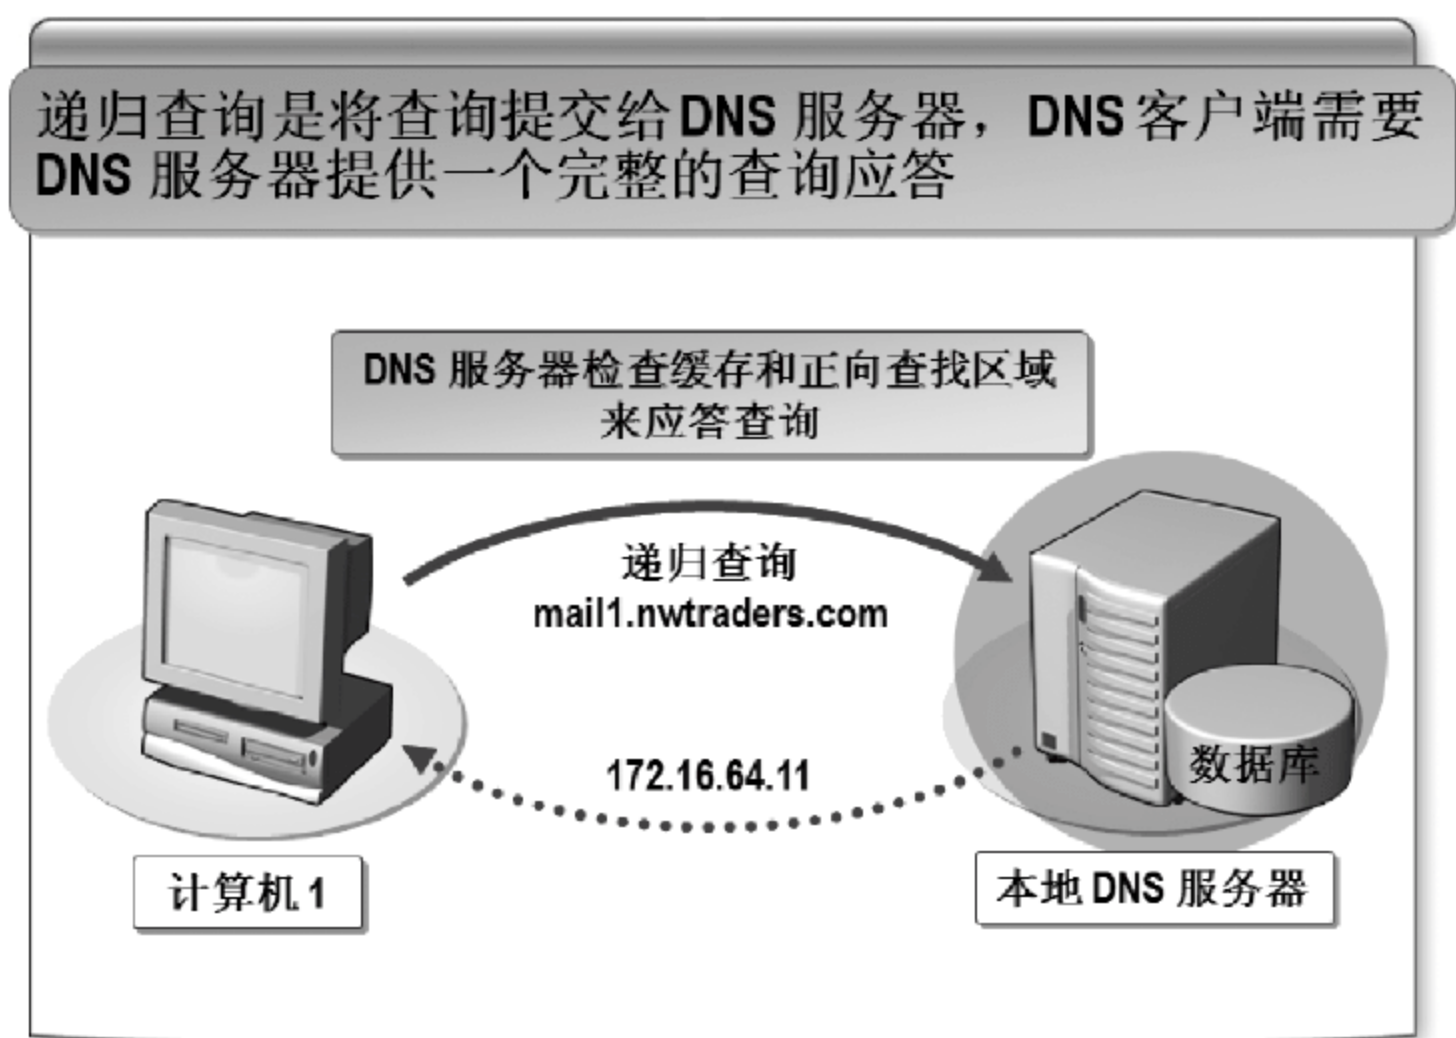 递归查询是将查询提交给DNS 服务器，DNS 客户端需要
DNS 服务器提供一个完整的查询应答
DNS 服务器检查缓存和正向查找区域
来应答查询
递归查询
mail1.nwtraders.com
172.16.64.11
数据库
计算机 1
本地 DNS 服务器